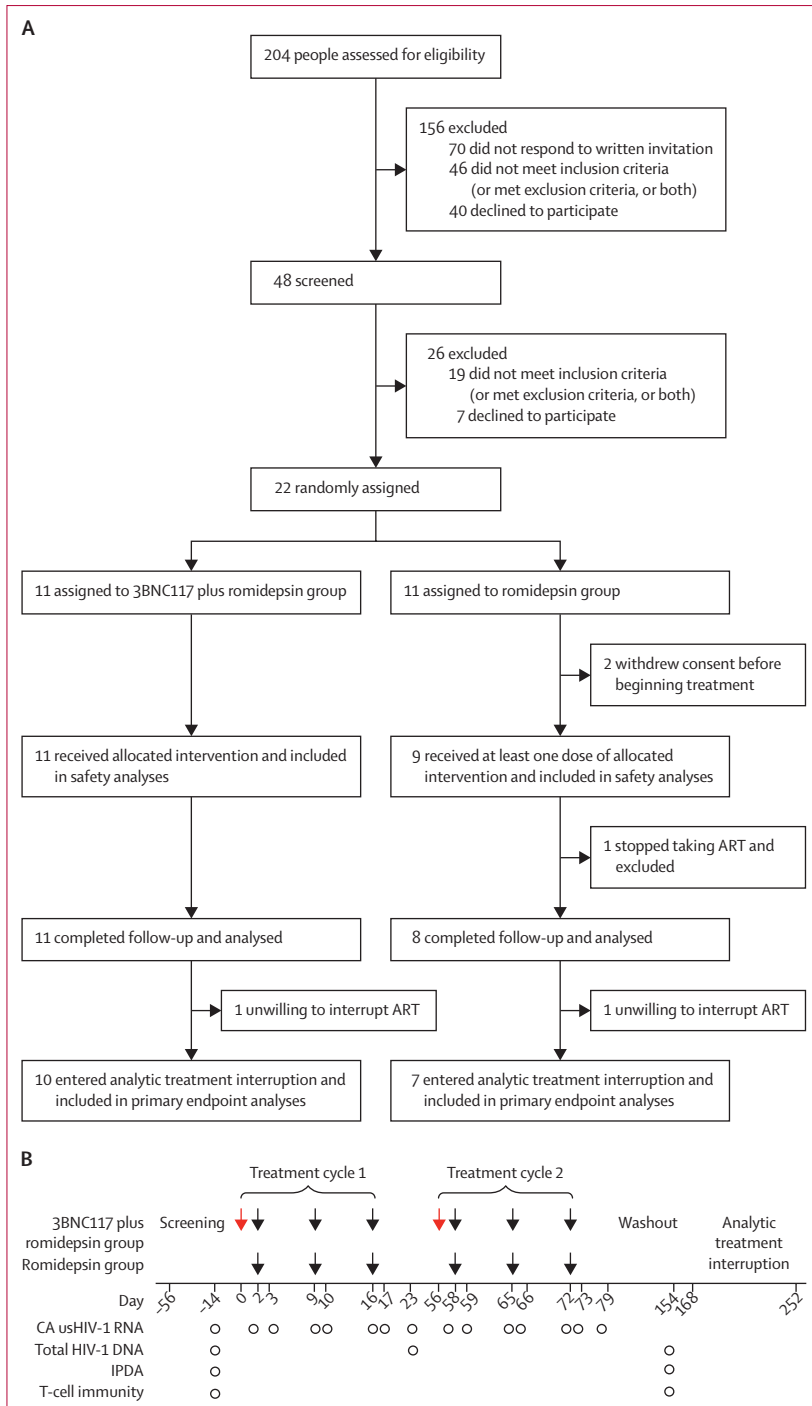 A
204 people assessed for eligibility
156 excluded
70 did not respond to written invitation
46 did not meet inclusion criteria
(or met exclusion criteria, or both)
40 declined to participate
48 screened
26 excluded
19 did not meet inclusion criteria
(or met exclusion criteria, or both)
7 declined to participate
22 randomly assigned
11 assigned to 3BNC117 plus romidepsin group
11 assigned to romidepsin group
2 withdrew consent before
beginning treatment
11 received allocated intervention and included
in safety analyses
9 received at least one dose of allocated
intervention and included in safety analyses
1 stopped taking ART and
excluded
11 completed follow-up and analysed
8 completed follow-up and analysed
1 unwilling to interrupt ART
1 unwilling to interrupt ART
10 entered analytic treatment interruption and
included in primary endpoint analyses
7 entered analytic treatment interruption and
included in primary endpoint analyses
B
Treatment cycle 1
Treatment cycle 2
3BNC117 plus
romidepsin group
Screening
Washout
Analytic
treatment
interruption
Romidepsin group
Day
-56 -14 0 2 3 9 10 16 17 23 56 58 59 65 66 72 73 79 154 168 252
CA usHIV-1 RNA
Total HIV-1 DNA
IPDA
T-cell immunity